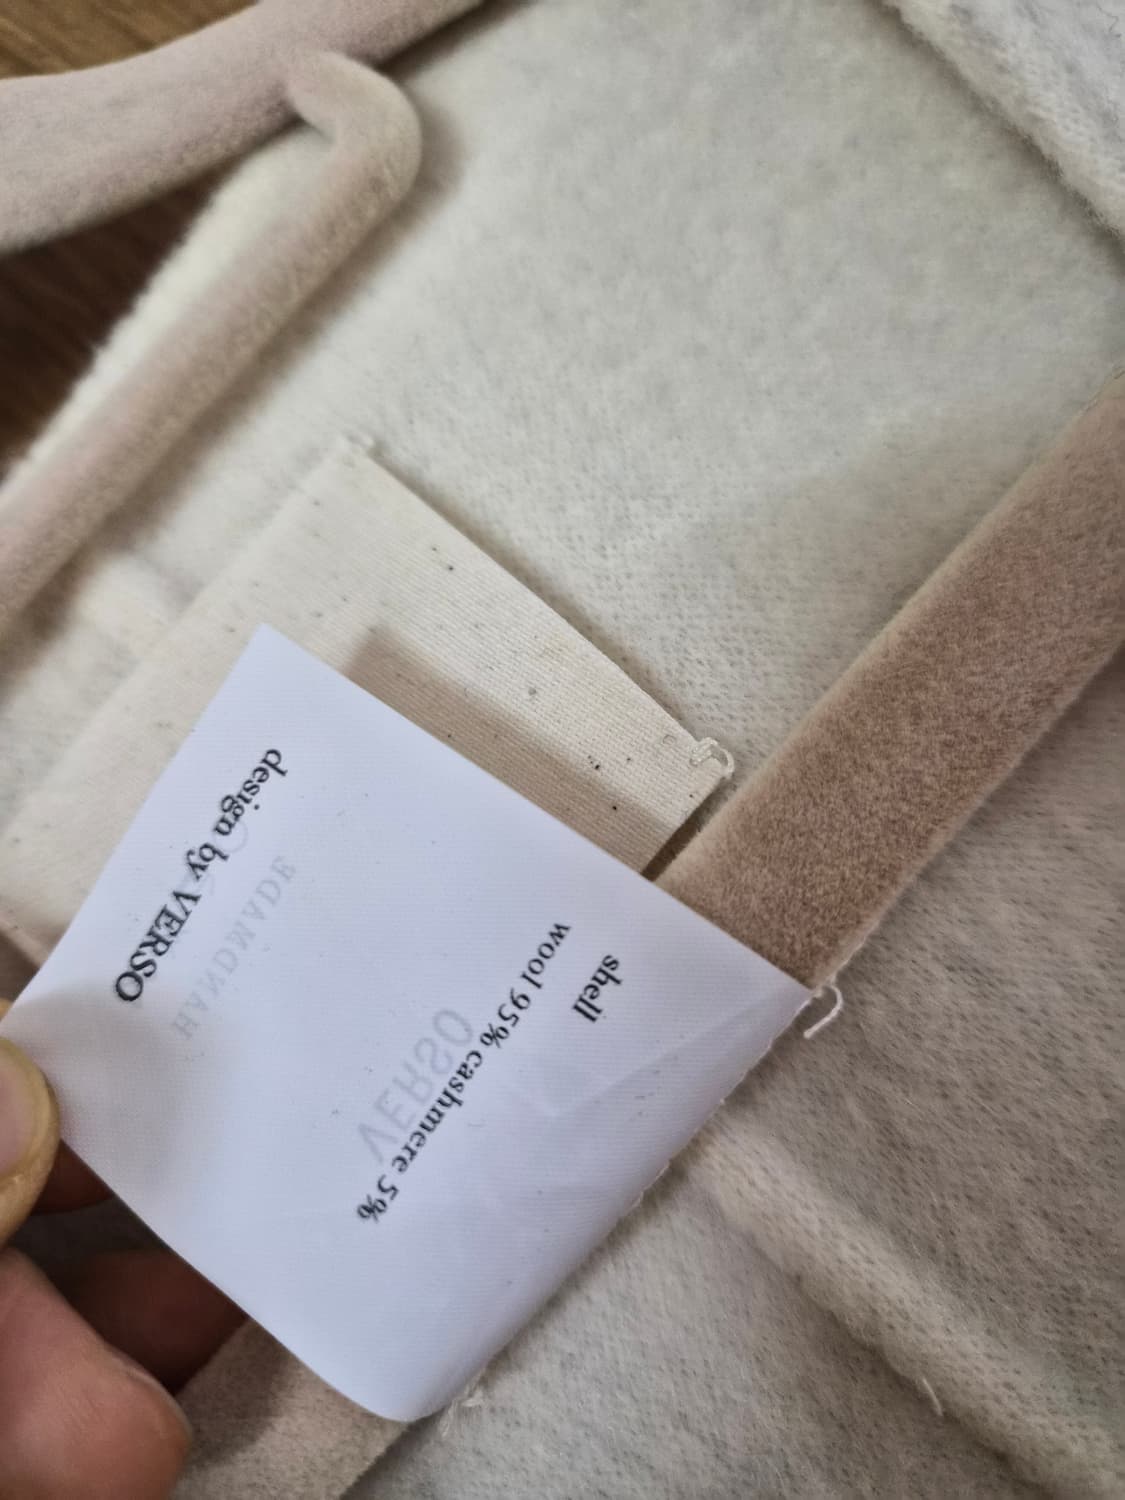 shell
wool 95% cashmere 5%
design by VERSO
VERSO
HANDMADE